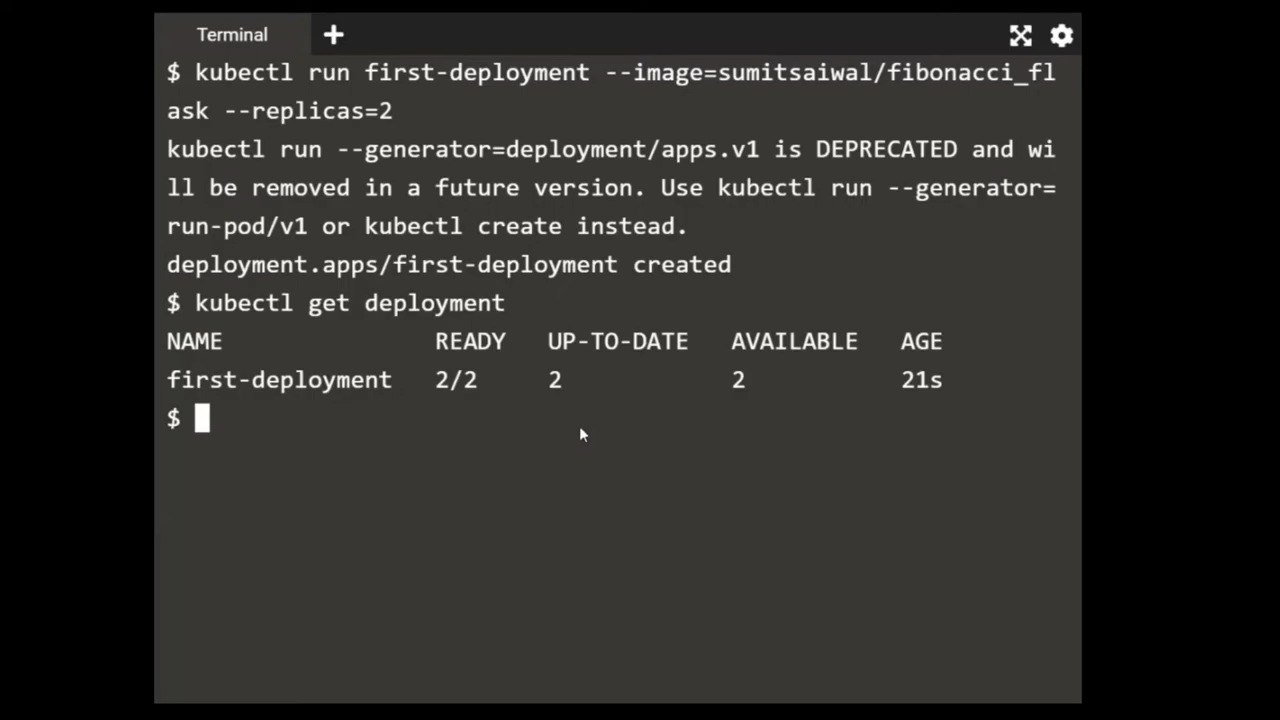 Terminal
$ kubectl run first-deployment --image=sumitsaiwal/fibonacci_fl
ask --replicas=2
kubectl run --generator=deployment/apps.v1 is DEPRECATED and wi
ll be removed in a future version. Use kubectl run --generator=
run-pod/v1 or kubectl create instead.
deployment.apps/first-deployment created
$ kubectl get deployment
NAME READY UP-TO-DATE AVAILABLE AGE
first-deployment 2/2 2 2 21s
$